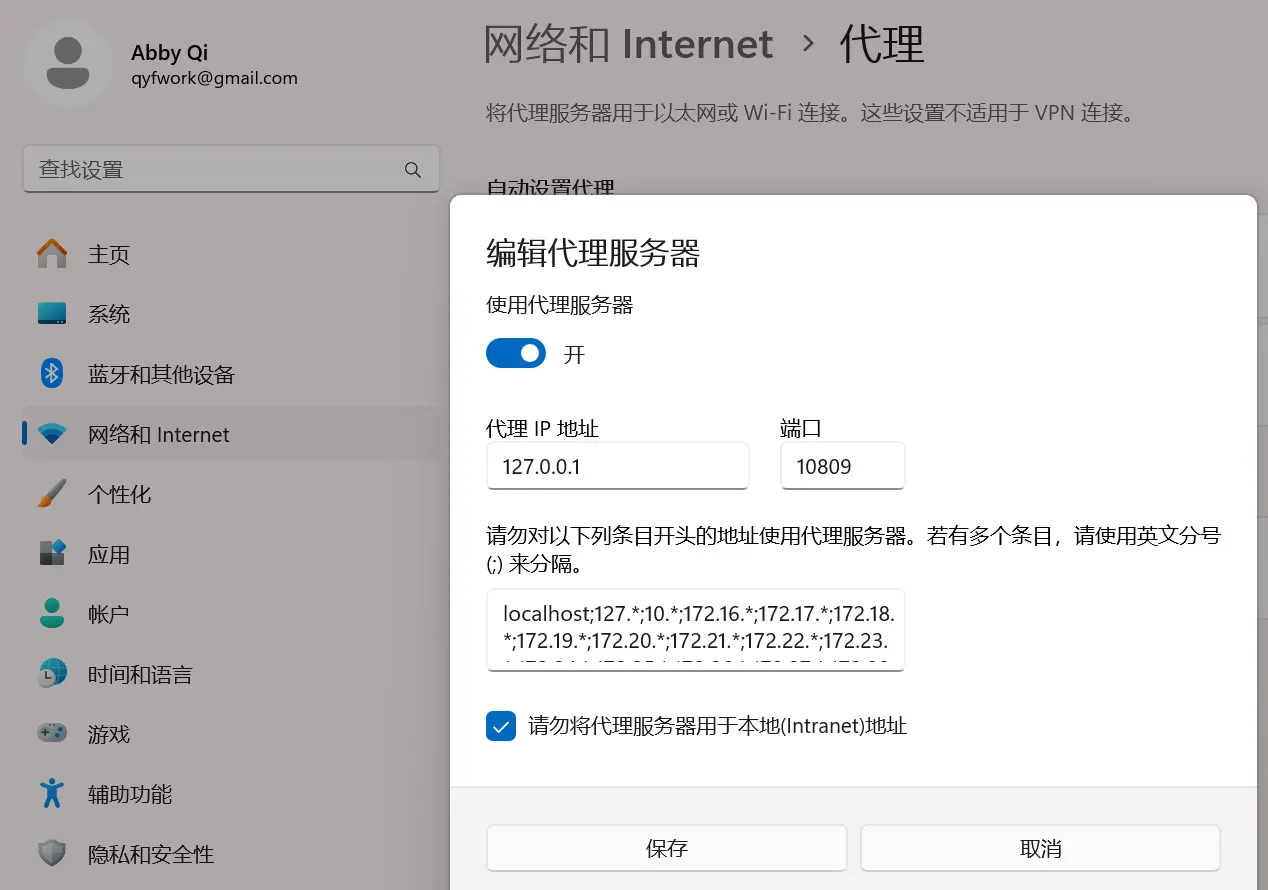 Abby Qi
qyfwork@gmail.com
查找设置
主页
系统
蓝牙和其他设备
网络和 Internet
个性化
应用
帐户
时间和语言
游戏
辅助功能
隐私和安全性
网络和 Internet › 代理
将代理服务器用于以太网或 Wi-Fi 连接。这些设置不适用于 VPN 连接。
自动设置代理
编辑代理服务器
使用代理服务器
开
代理 IP 地址
端口
127.0.0.1
10809
请勿对以下列条目开头的地址使用代理服务器。若有多个条目，请使用英文分号
(;) 来分隔。
localhost;127.*;10.*;172.16.*;172.17.*;172.18.
*;172.19.*;172.20.*;172.21.*;172.22.*;172.23.
请勿将代理服务器用于本地(Intranet)地址
保存
取消